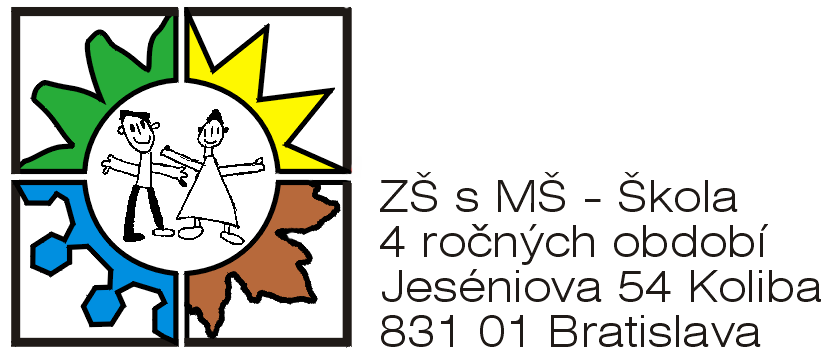 ZŠ s MŠ - Škola
4 ročných období
Jeséniova 54 Koliba
831 01 Bratislava